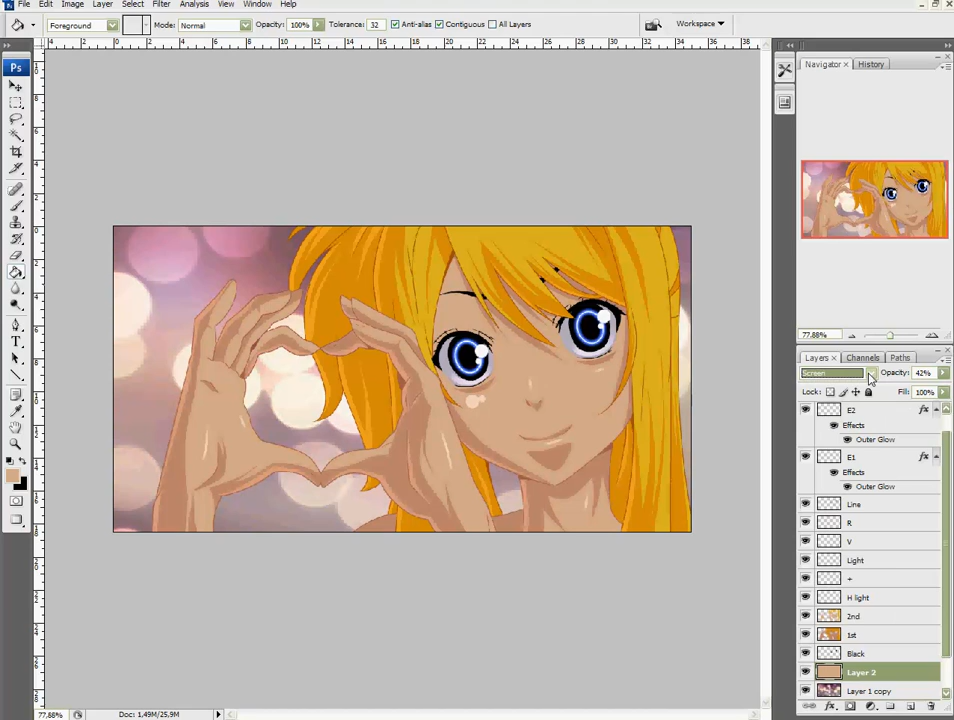 File Edit Image Layer Select Filter Analysis View Window Help
Foreground Mode: Normal Opacity: 100% Tolerance: 32 Anti-alias Contiguous All Layers Workspace
Ps
Navigator × History
77,88%
Layers × Channels Paths
Screen Opacity: 42%
Lock: Fill: 100%
E2 fx
Effects
Outer Glow
E1 fx
Effects
Outer Glow
Line
R
V
Light
+
H light
2nd
1st
Black
Layer 2
Layer 1 copy
77,88% Doc: 1,49M/25,9M